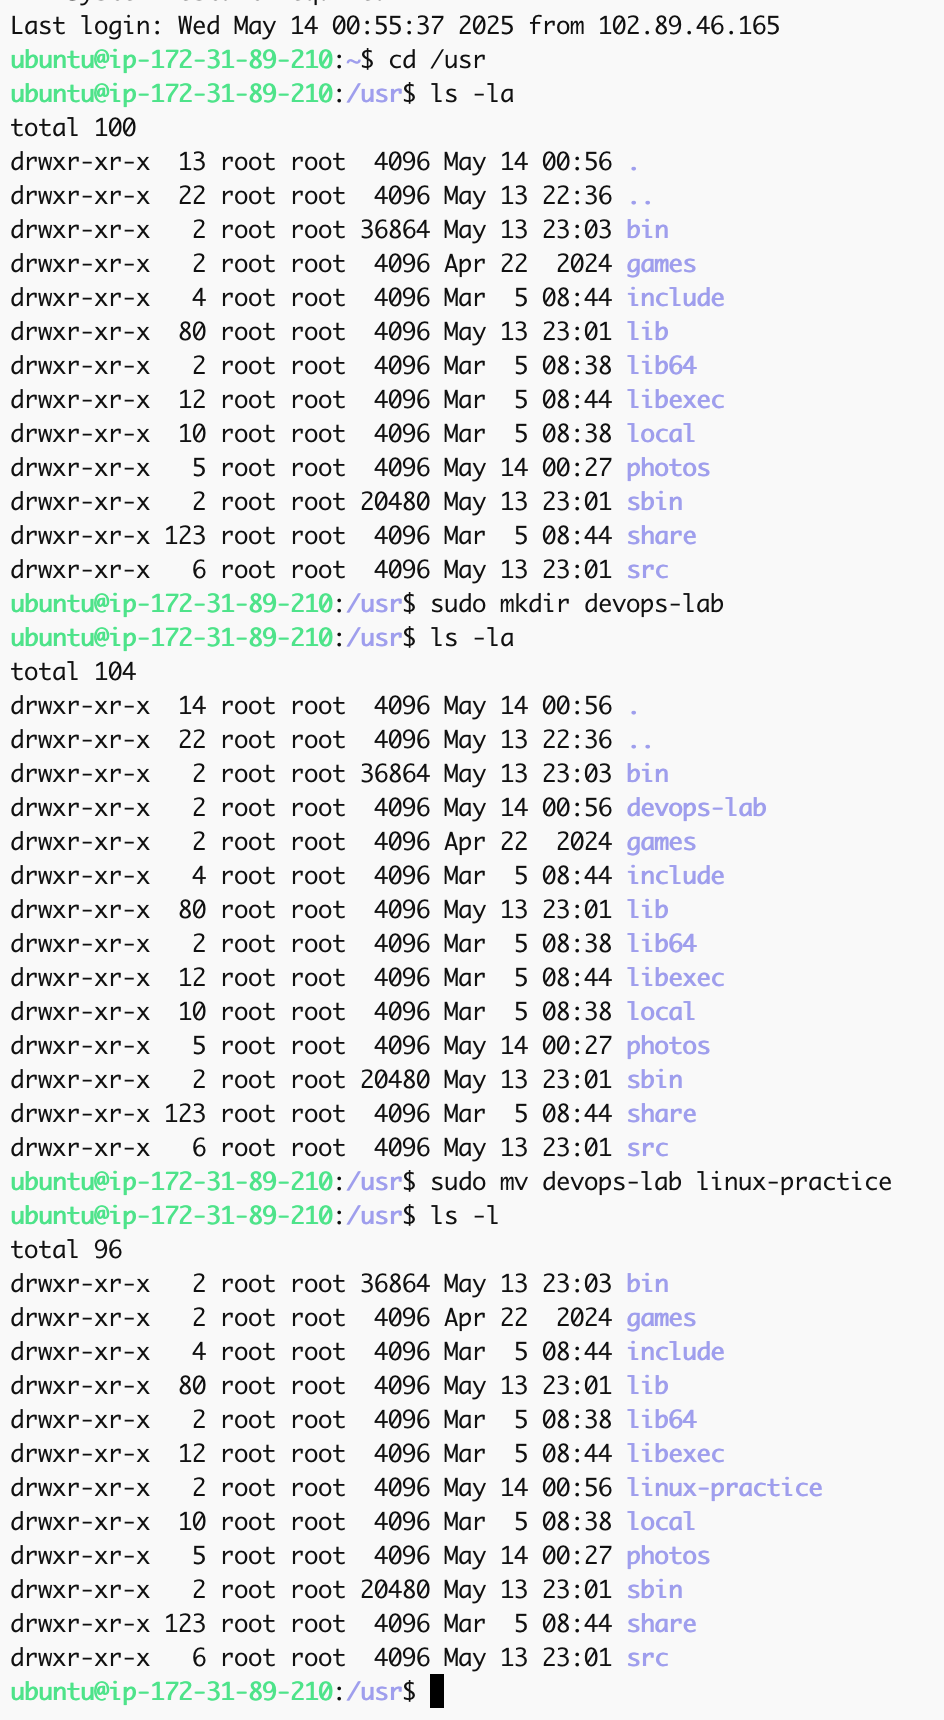 Last login: Wed May 14 00:55:37 2025 from 102.89.46.165
ubuntu@ip-172-31-89-210:~$ cd /usr
ubuntu@ip-172-31-89-210:/usr$ ls -la
total 100
drwxr-xr-x  13 root root  4096 May 14 00:56 .
drwxr-xr-x  22 root root  4096 May 13 22:36 ..
drwxr-xr-x   2 root root 36864 May 13 23:03 bin
drwxr-xr-x   2 root root  4096 Apr 22  2024 games
drwxr-xr-x   4 root root  4096 Mar  5 08:44 include
drwxr-xr-x  80 root root  4096 May 13 23:01 lib
drwxr-xr-x   2 root root  4096 Mar  5 08:38 lib64
drwxr-xr-x  12 root root  4096 Mar  5 08:44 libexec
drwxr-xr-x  10 root root  4096 Mar  5 08:38 local
drwxr-xr-x   5 root root  4096 May 14 00:27 photos
drwxr-xr-x   2 root root 20480 May 13 23:01 sbin
drwxr-xr-x 123 root root  4096 Mar  5 08:44 share
drwxr-xr-x   6 root root  4096 May 13 23:01 src
ubuntu@ip-172-31-89-210:/usr$ sudo mkdir devops-lab
ubuntu@ip-172-31-89-210:/usr$ ls -la
total 104
drwxr-xr-x  14 root root  4096 May 14 00:56 .
drwxr-xr-x  22 root root  4096 May 13 22:36 ..
drwxr-xr-x   2 root root 36864 May 13 23:03 bin
drwxr-xr-x   2 root root  4096 May 14 00:56 devops-lab
drwxr-xr-x   2 root root  4096 Apr 22  2024 games
drwxr-xr-x   4 root root  4096 Mar  5 08:44 include
drwxr-xr-x  80 root root  4096 May 13 23:01 lib
drwxr-xr-x   2 root root  4096 Mar  5 08:38 lib64
drwxr-xr-x  12 root root  4096 Mar  5 08:44 libexec
drwxr-xr-x  10 root root  4096 Mar  5 08:38 local
drwxr-xr-x   5 root root  4096 May 14 00:27 photos
drwxr-xr-x   2 root root 20480 May 13 23:01 sbin
drwxr-xr-x 123 root root  4096 Mar  5 08:44 share
drwxr-xr-x   6 root root  4096 May 13 23:01 src
ubuntu@ip-172-31-89-210:/usr$ sudo mv devops-lab linux-practice
ubuntu@ip-172-31-89-210:/usr$ ls -l
total 96
drwxr-xr-x   2 root root 36864 May 13 23:03 bin
drwxr-xr-x   2 root root  4096 Apr 22  2024 games
drwxr-xr-x   4 root root  4096 Mar  5 08:44 include
drwxr-xr-x  80 root root  4096 May 13 23:01 lib
drwxr-xr-x   2 root root  4096 Mar  5 08:38 lib64
drwxr-xr-x  12 root root  4096 Mar  5 08:44 libexec
drwxr-xr-x   2 root root  4096 May 14 00:56 linux-practice
drwxr-xr-x  10 root root  4096 Mar  5 08:38 local
drwxr-xr-x   5 root root  4096 May 14 00:27 photos
drwxr-xr-x   2 root root 20480 May 13 23:01 sbin
drwxr-xr-x 123 root root  4096 Mar  5 08:44 share
drwxr-xr-x   6 root root  4096 May 13 23:01 src
ubuntu@ip-172-31-89-210:/usr$